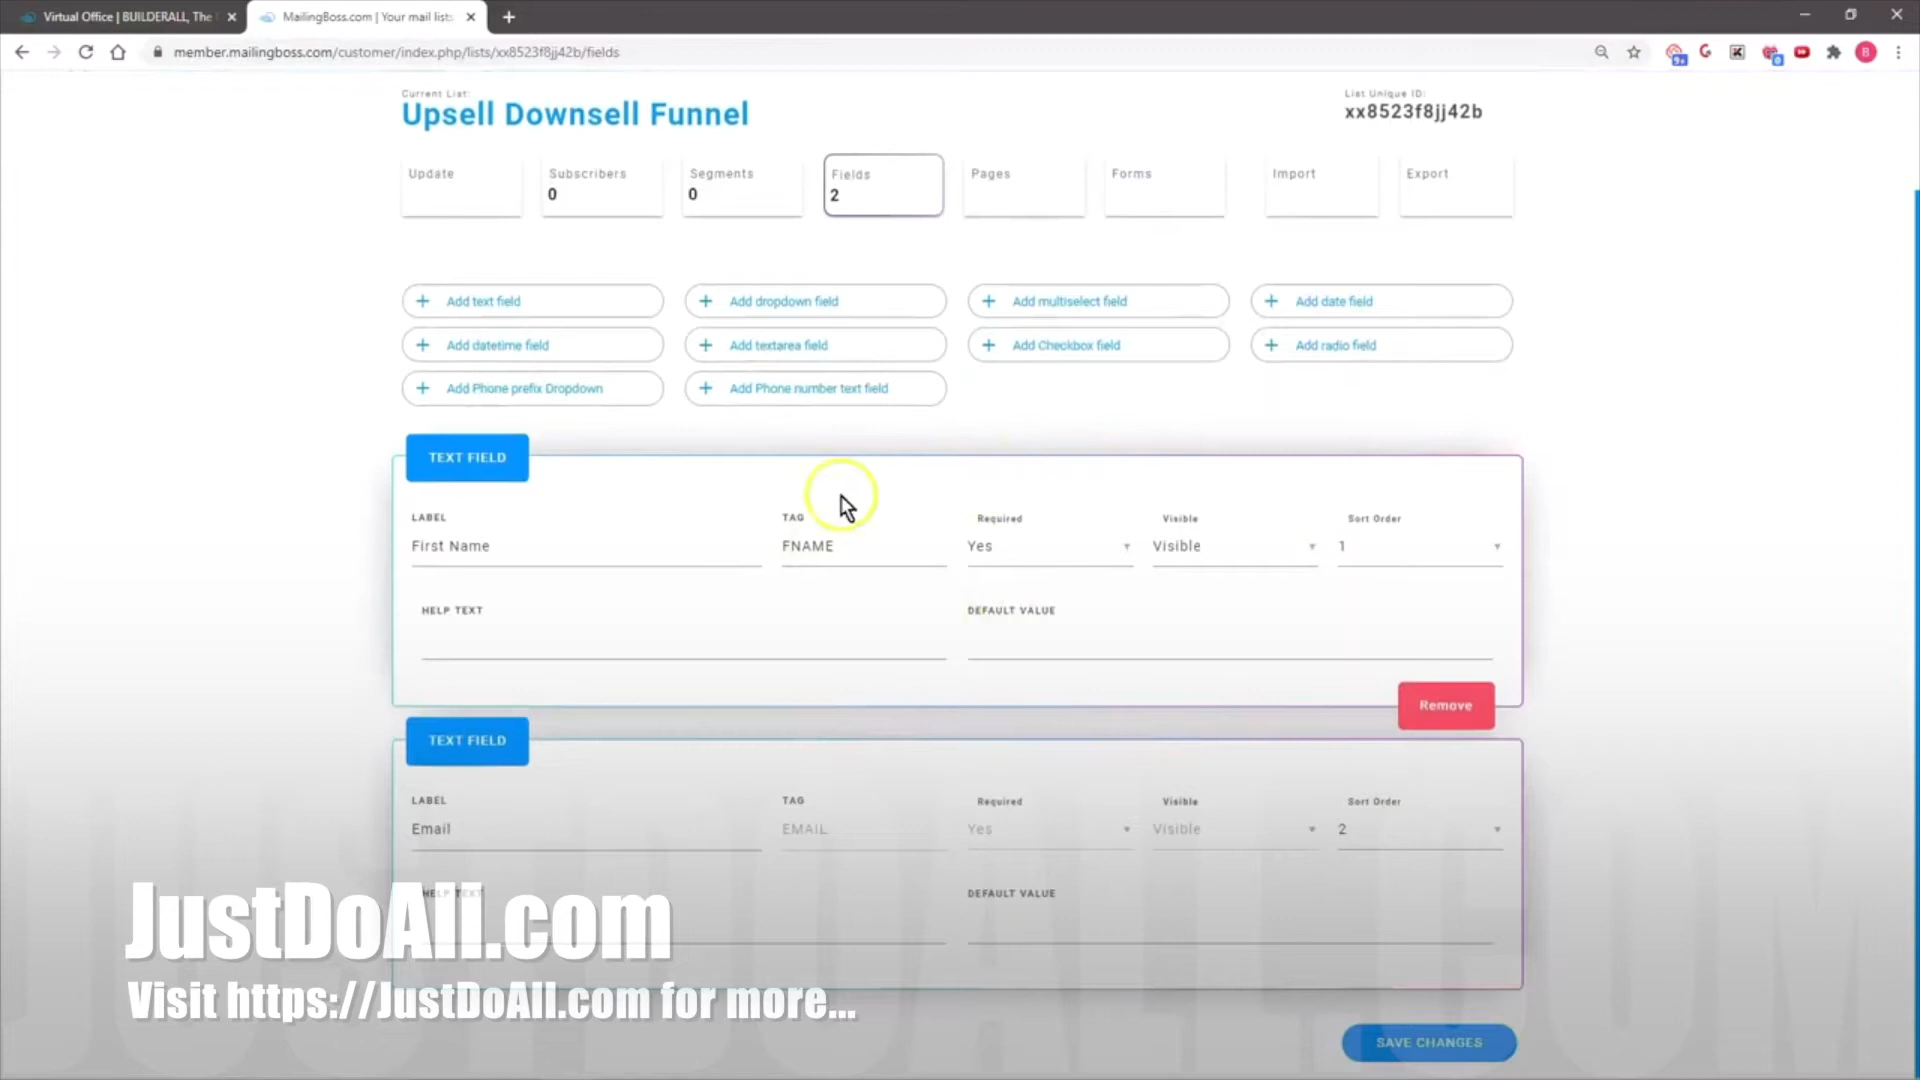 Virtual Office | BUILDERALL, The
MailingBoss.com | Your mail lists
member.mailingboss.com/customer/index.php/lists/xx8523f8jj42b/fields
9+
B
Current List:
Upsell Downsell Funnel
List Unique ID:
xx8523f8jj42b
Update
Subscribers
0
Segments
0
Fields
2
Pages
Forms
Import
Export
+ Add text field
+ Add dropdown field
+ Add multiselect field
+ Add date field
+ Add datetime field
+ Add textarea field
+ Add Checkbox field
+ Add radio field
+ Add Phone prefix Dropdown
+ Add Phone number text field
TEXT FIELD
LABEL
TAG
Required
Visible
Sort Order
First Name
FNAME
Yes
Visible
1
HELP TEXT
DEFAULT VALUE
Remove
TEXT FIELD
LABEL
TAG
Required
Visible
Sort Order
Email
EMAIL
Yes
Visible
2
HELP TEXT
DEFAULT VALUE
JustDoAll.com
Visit https://JustDoAll.com for more...
SAVE CHANGES